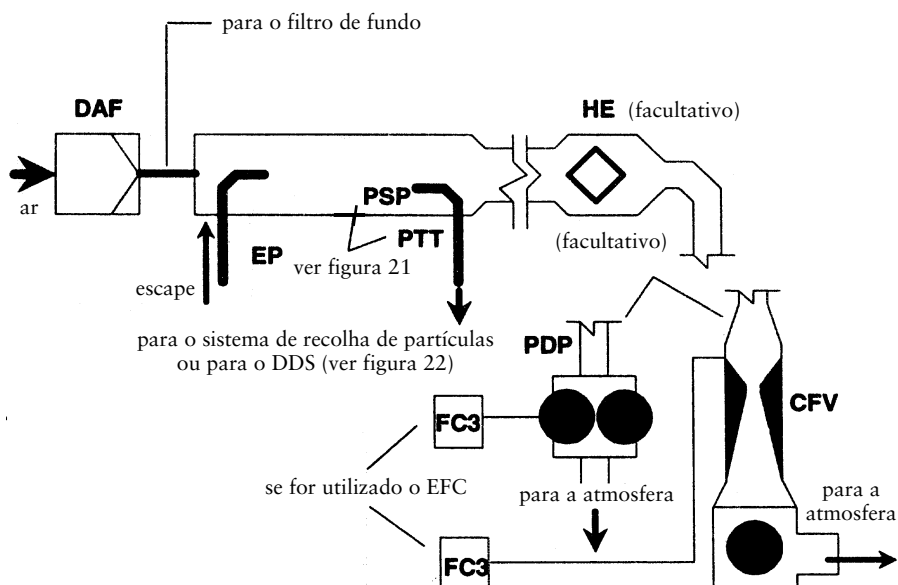 para o filtro de fundo
DAF
HE (facultativo)
ar
PSP
(facultativo)
EP
PTT
ver figura 21
escape
para o sistema de recolha de partículas
ou para o DDS (ver figura 22)
PDP
CFV
FC3
se for utilizado o EFC
para a atmosfera
para a
atmosfera
FC3